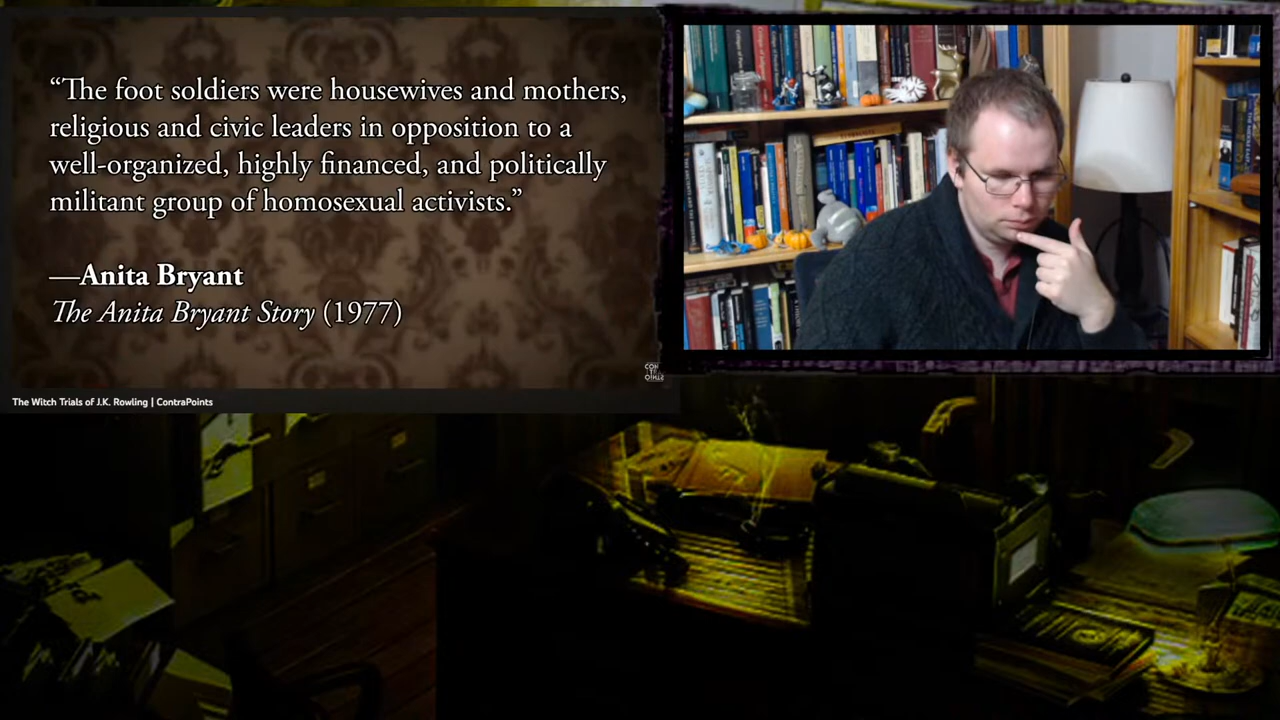 “The foot soldiers were housewives and mothers,
religious and civic leaders in opposition to a
well-organized, highly financed, and politically
militant group of homosexual activists.”
—Anita Bryant
The Anita Bryant Story (1977)
The Witch Trials of J.K. Rowling | ContraPoints